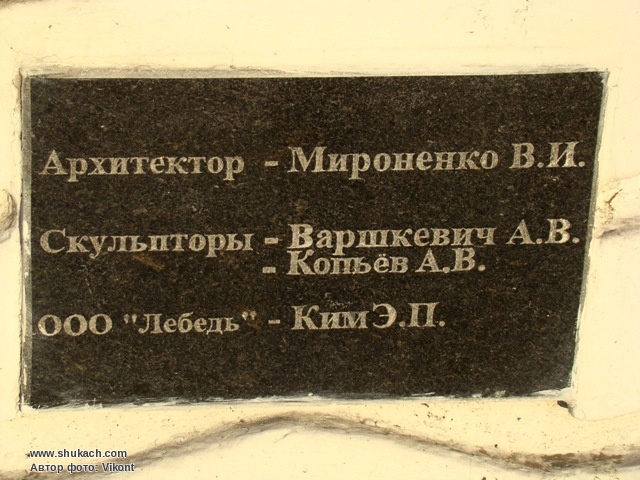 Архитектор - Мироненко В.И.
Скульпторы - Варшкевич А.В.
- Копьёв А.В.
ООО "Лебедь" - Ким Э.П.
www.shukach.com
Автор фото: Vikont